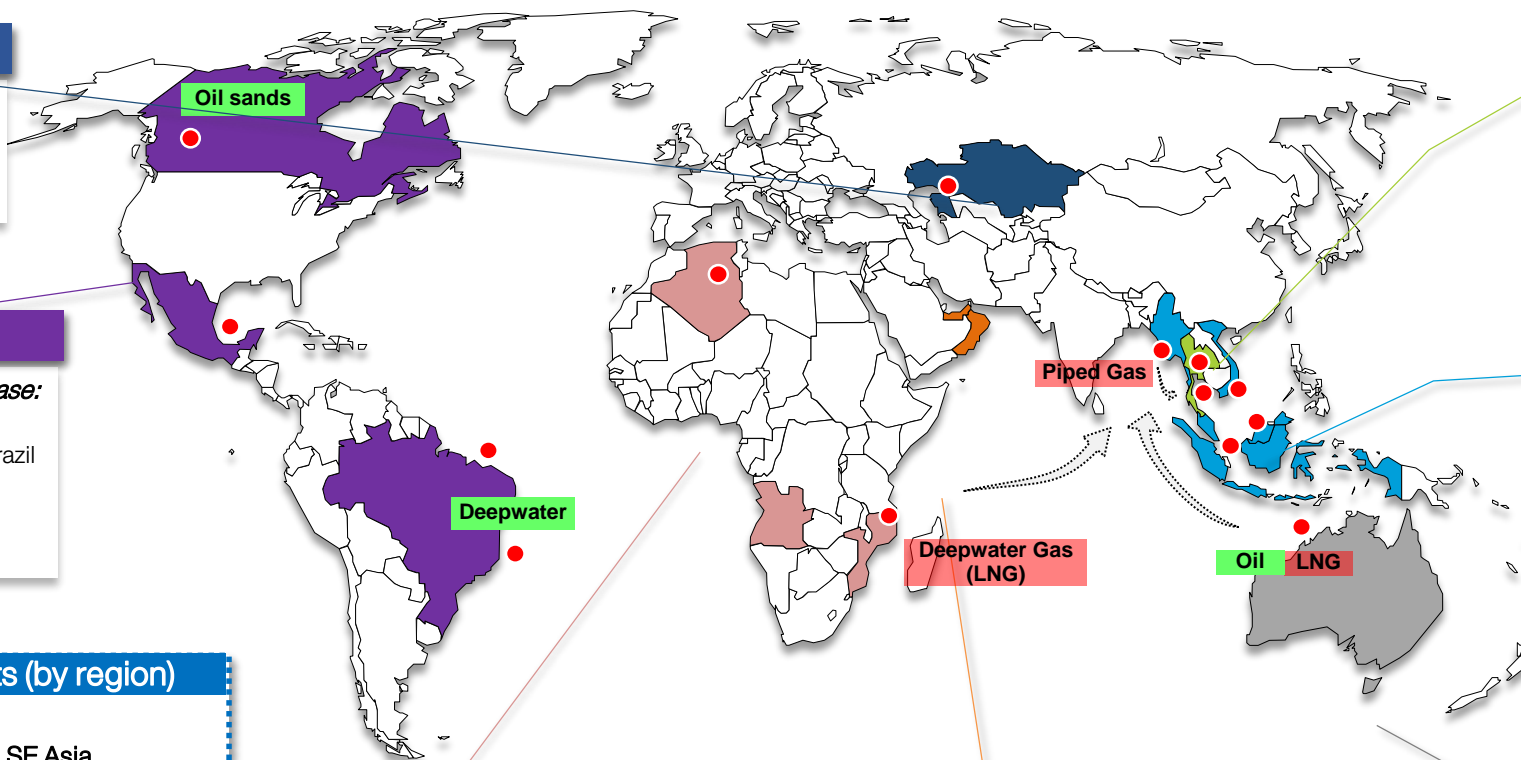 Oil sands
Piped Gas
ase:
razil
Deepwater
Deepwater Gas
(LNG)
Oil LNG
ts (by region)
SE Asia